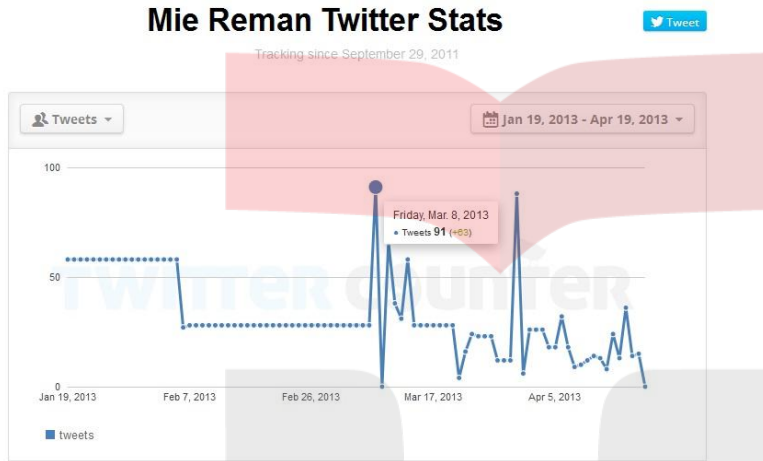 Mie Reman Twitter Stats
Tweet
Tracking since September 29, 2011
Tweets
Jan 19, 2013 - Apr 19, 2013
100
Friday, Mar. 8, 2013
• Tweets 91 (+63)
50
TWITTER COUNTER
0
Jan 19, 2013 Feb 7, 2013 Feb 26, 2013 Mar 17, 2013 Apr 5, 2013
tweets